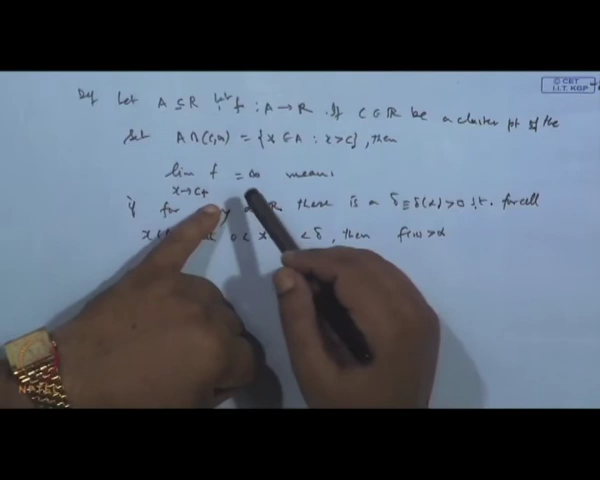 Def Let A ⊆ R let f : A → R. If C ∈ R be a cluster pt of the
Set A ∩ (c, ∞) = {x ∈ A : x > c}, then
lim f = ∞ means
x→c+
if for R there is a δ ≡ δ(α) > 0 s.t. for all
0 < x < δ, then f(x) > α
© CET
I.I.T. KGP